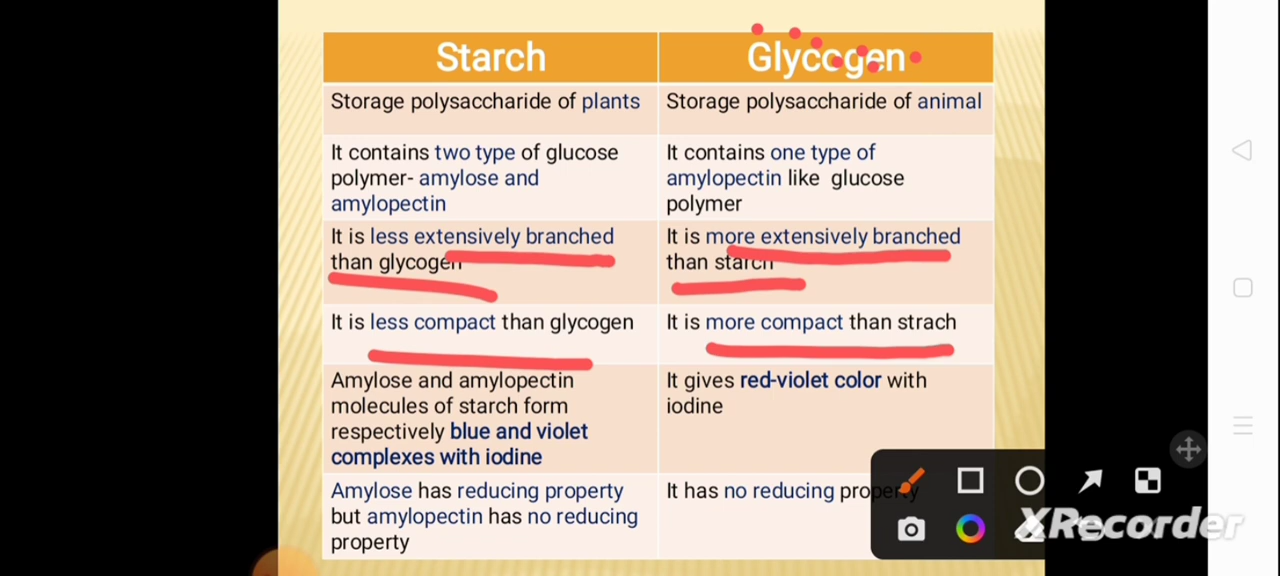 Starch
Glycogen
Storage polysaccharide of plants
Storage polysaccharide of animal
It contains two type of glucose
polymer- amylose and
amylopectin
It contains one type of
amylopectin like glucose
polymer
It is less extensively branched
than glycogen
It is more extensively branched
than starch
It is less compact than glycogen
It is more compact than strach
Amylose and amylopectin
molecules of starch form
respectively blue and violet
complexes with iodine
It gives red-violet color with
iodine
Amylose has reducing property
but amylopectin has no reducing
property
It has no reducing property
XRecorder